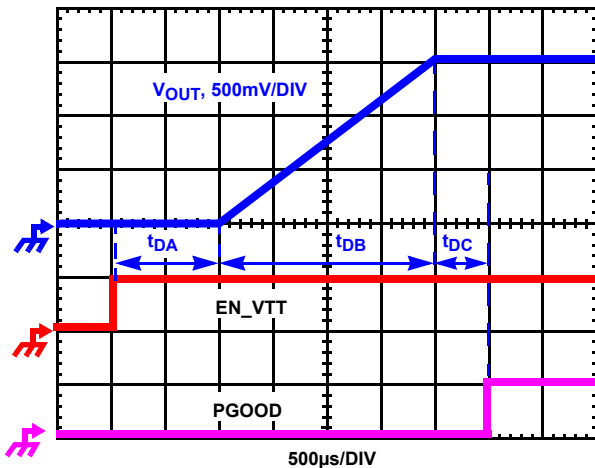 VOUT, 500mV/DIV
tDA
tDB
tDC
EN_VTT
PGOOD
500µs/DIV